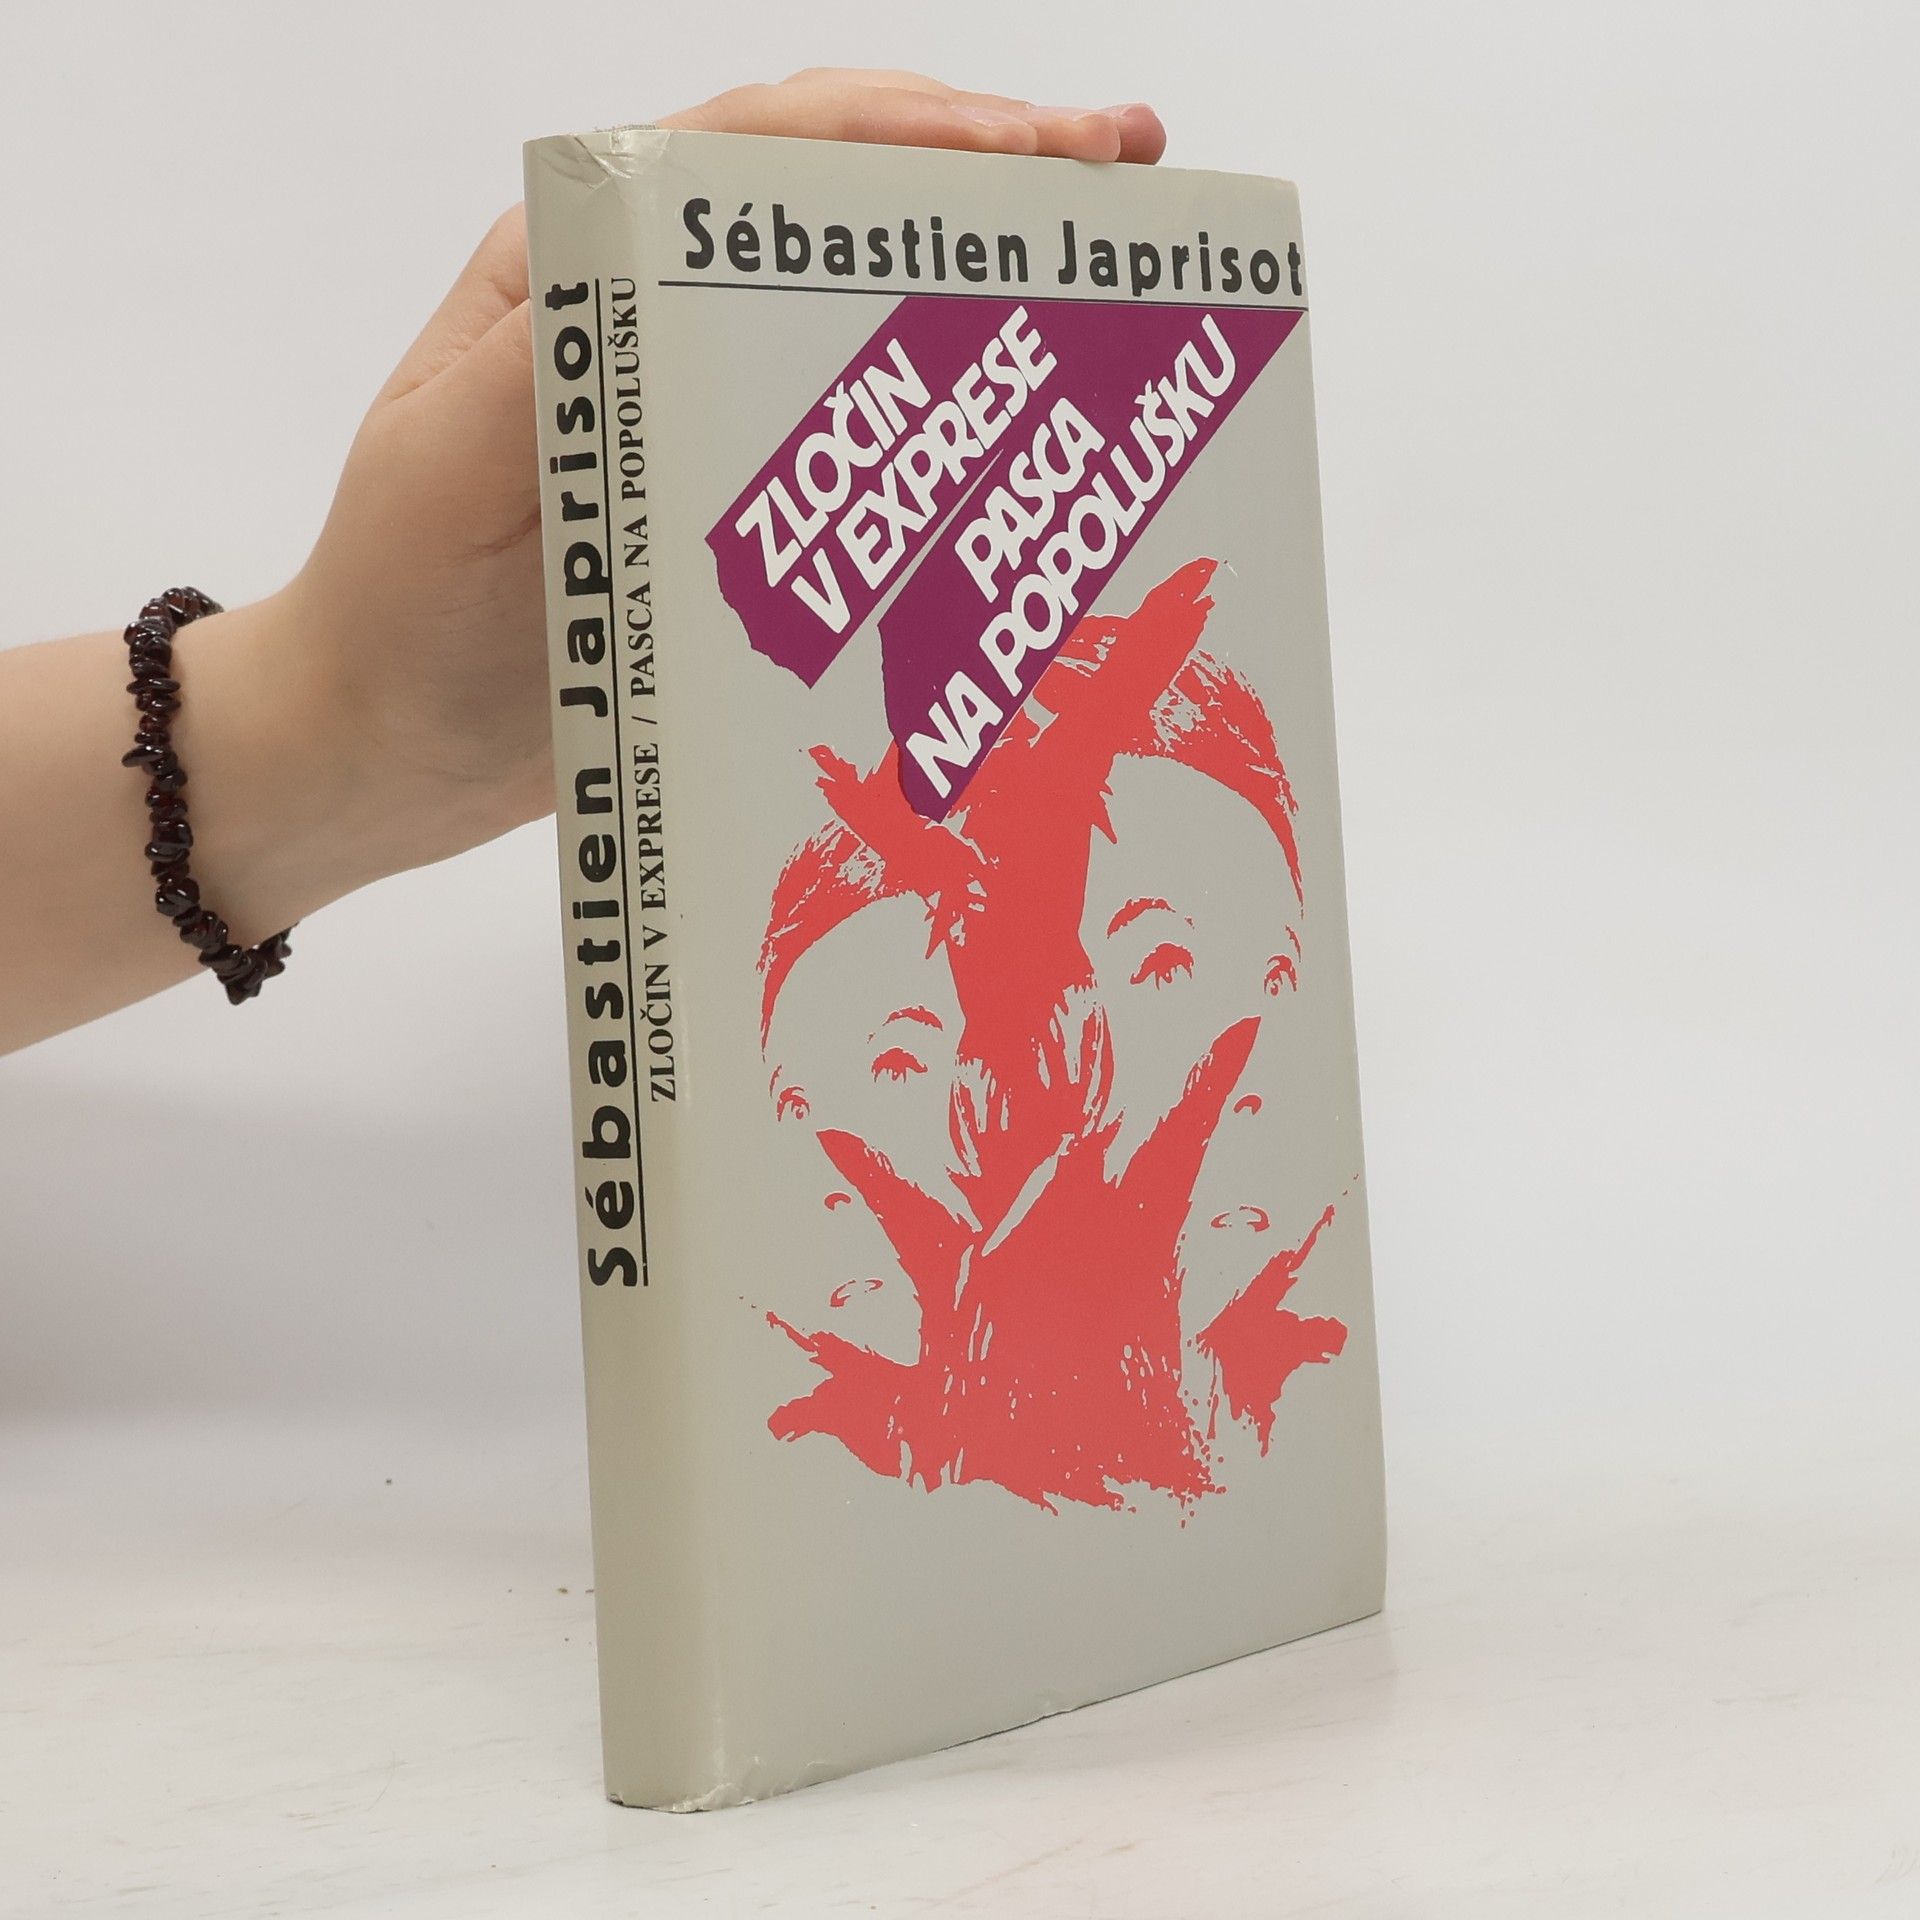 Sébastien Japrisot
ZLOČIN
V EXPRESE
PASCA
NA POPOLUŠKU
Sébastien Japrisot
ZLOČIN V EXPRESE / PASCA NA POPOLUŠKU